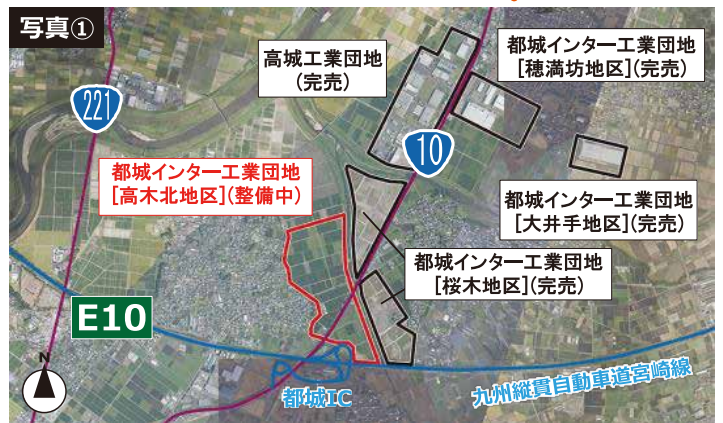 写真①
高城工業団地
(完売)
都城インター工業団地
[穂満坊地区](完売)
221
10
都城インター工業団地
[高木北地区](整備中)
都城インター工業団地
[大井手地区](完売)
都城インター工業団地
[桜木地区](完売)
E10
N
都城IC
九州縦貫自動車道宮崎線